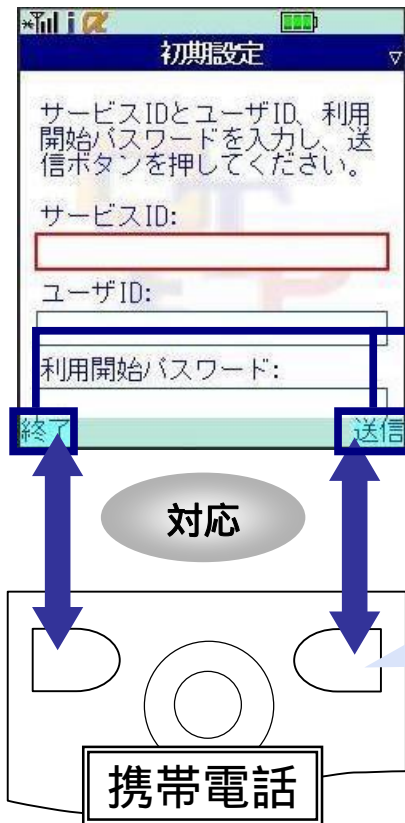 初期設定
サービスIDとユーザID、利用
開始パスワードを入力し、送
信ボタンを押してください。
サービスID:
ユーザID:
利用開始パスワード:
終了
送信
対応
携帯電話